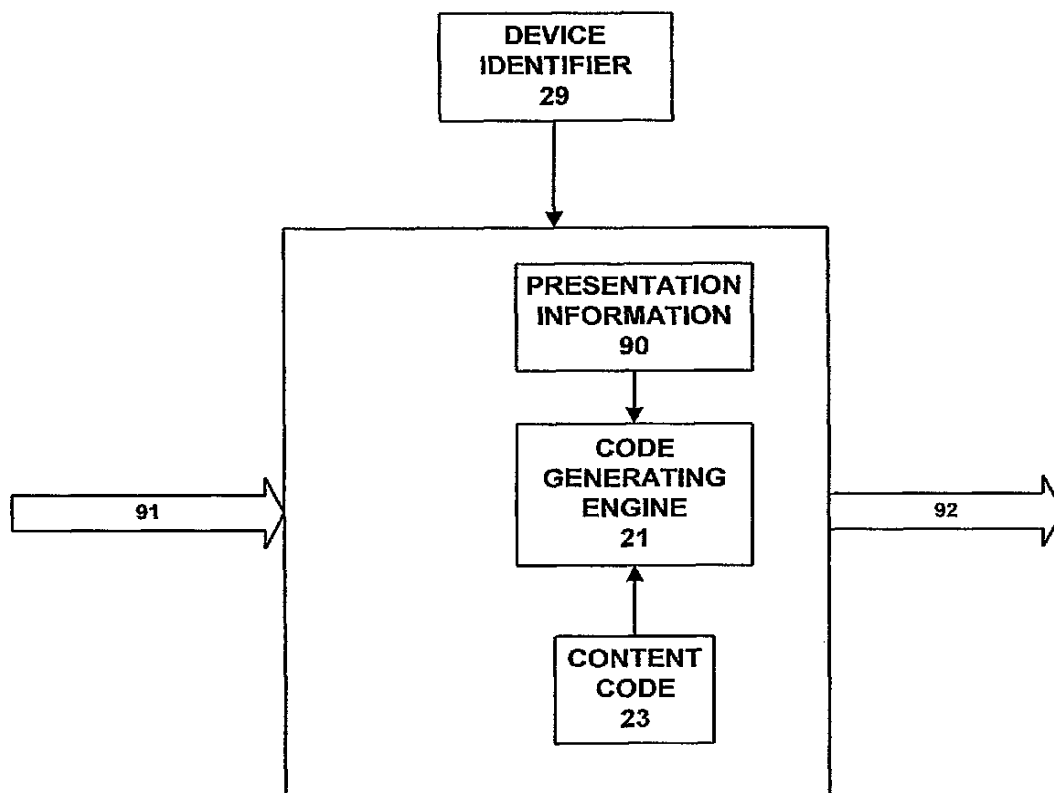 DEVICE
IDENTIFIER
29
PRESENTATION
INFORMATION
90
CODE
GENERATING
ENGINE
21
91
92
CONTENT
CODE
23